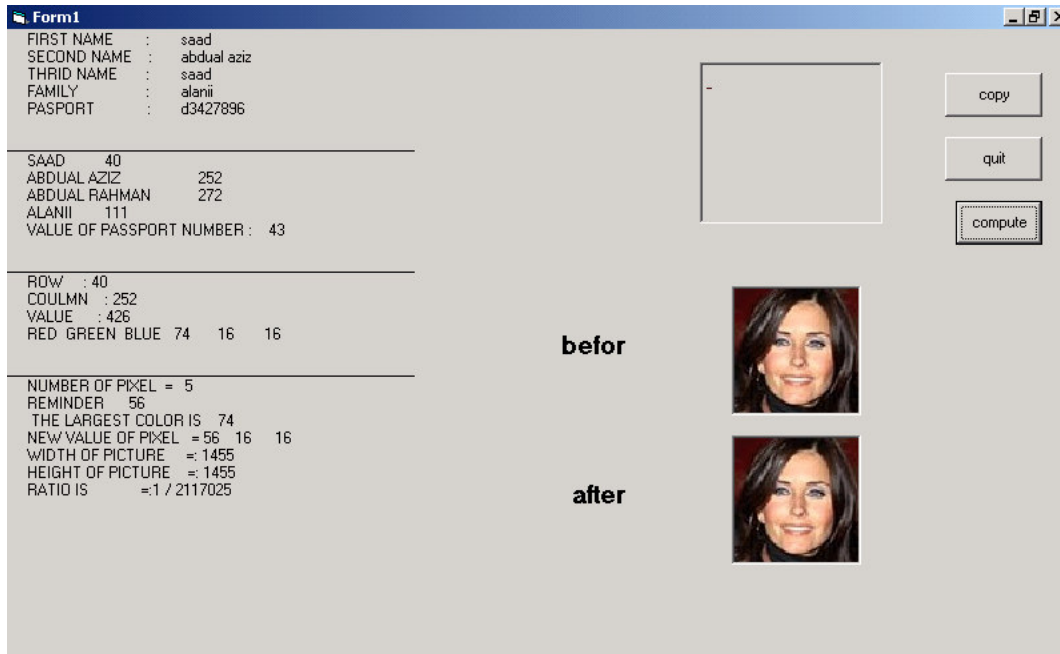 Form1
FIRST NAME : saad
SECOND NAME : abdual aziz
THRID NAME : saad
FAMILY : alanii
PASPORT : d3427896
SAAD 40
ABDUAL AZIZ 252
ABDUAL RAHMAN 272
ALANII 111
VALUE OF PASSPORT NUMBER : 43
ROW : 40
COULMN : 252
VALUE : 426
RED GREEN BLUE 74 16 16
NUMBER OF PIXEL = 5
REMINDER 56
THE LARGEST COLOR IS 74
NEW VALUE OF PIXEL = 56 16 16
WIDTH OF PICTURE =: 1455
HEIGHT OF PICTURE =: 1455
RATIO IS =:1 / 2117025
copy
quit
compute
befor
after